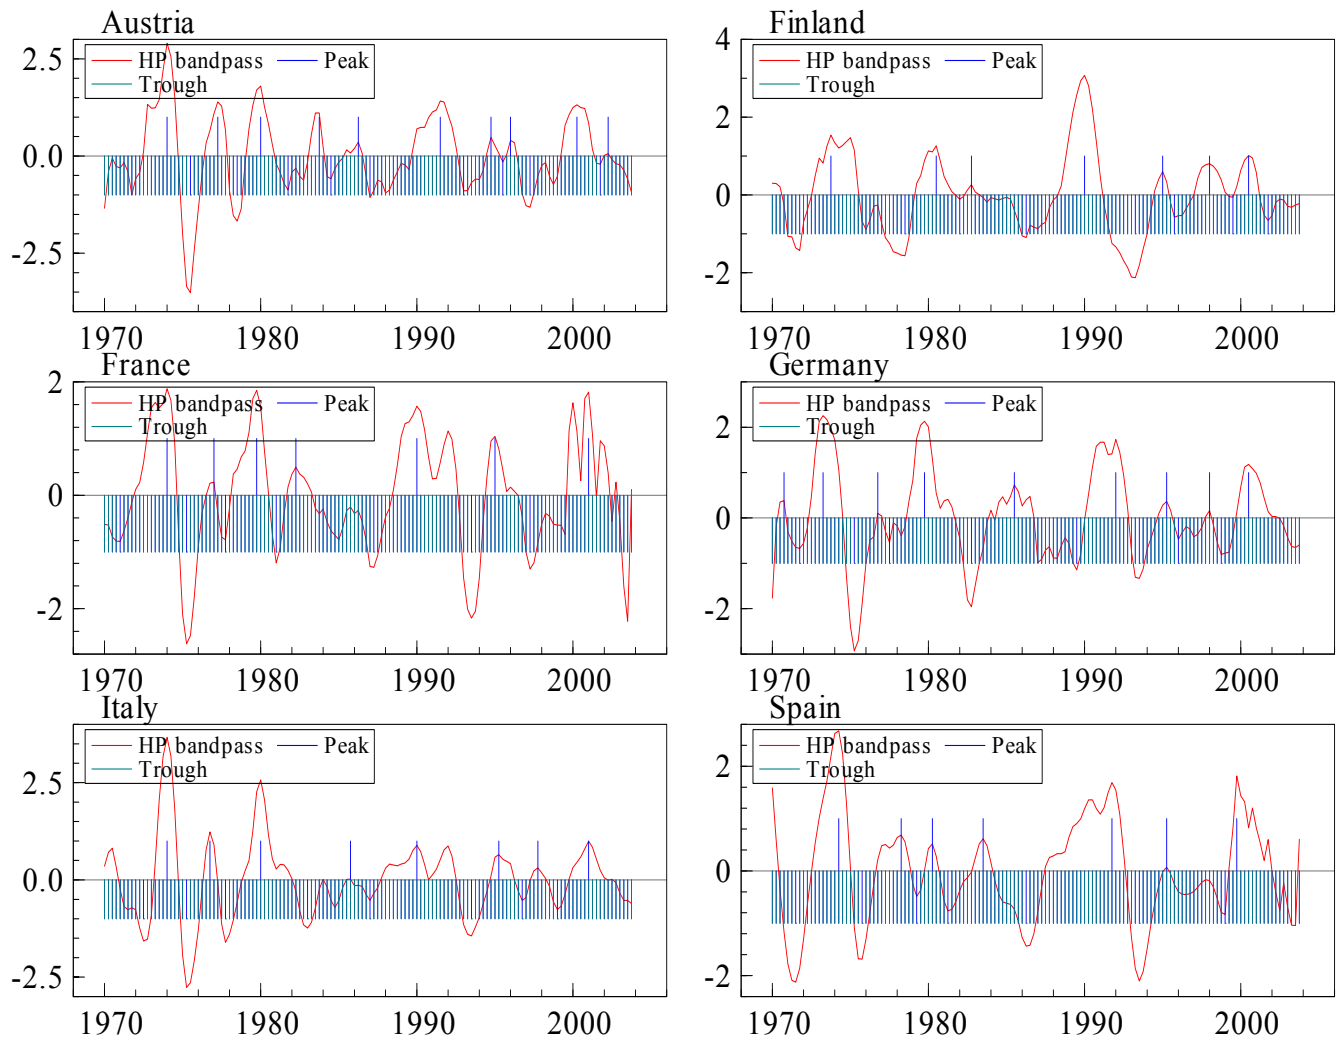 Austria
HP bandpass Peak
Trough
2.5
0.0
-2.5
1970 1980 1990 2000
Finland
HP bandpass Peak
Trough
4
2
0
-2
1970 1980 1990 2000
France
HP bandpass Peak
Trough
2
0
-2
1970 1980 1990 2000
Germany
HP bandpass Peak
Trough
2
0
-2
1970 1980 1990 2000
Italy
HP bandpass Peak
Trough
2.5
0.0
-2.5
1970 1980 1990 2000
Spain
HP bandpass Peak
Trough
2
0
-2
1970 1980 1990 2000